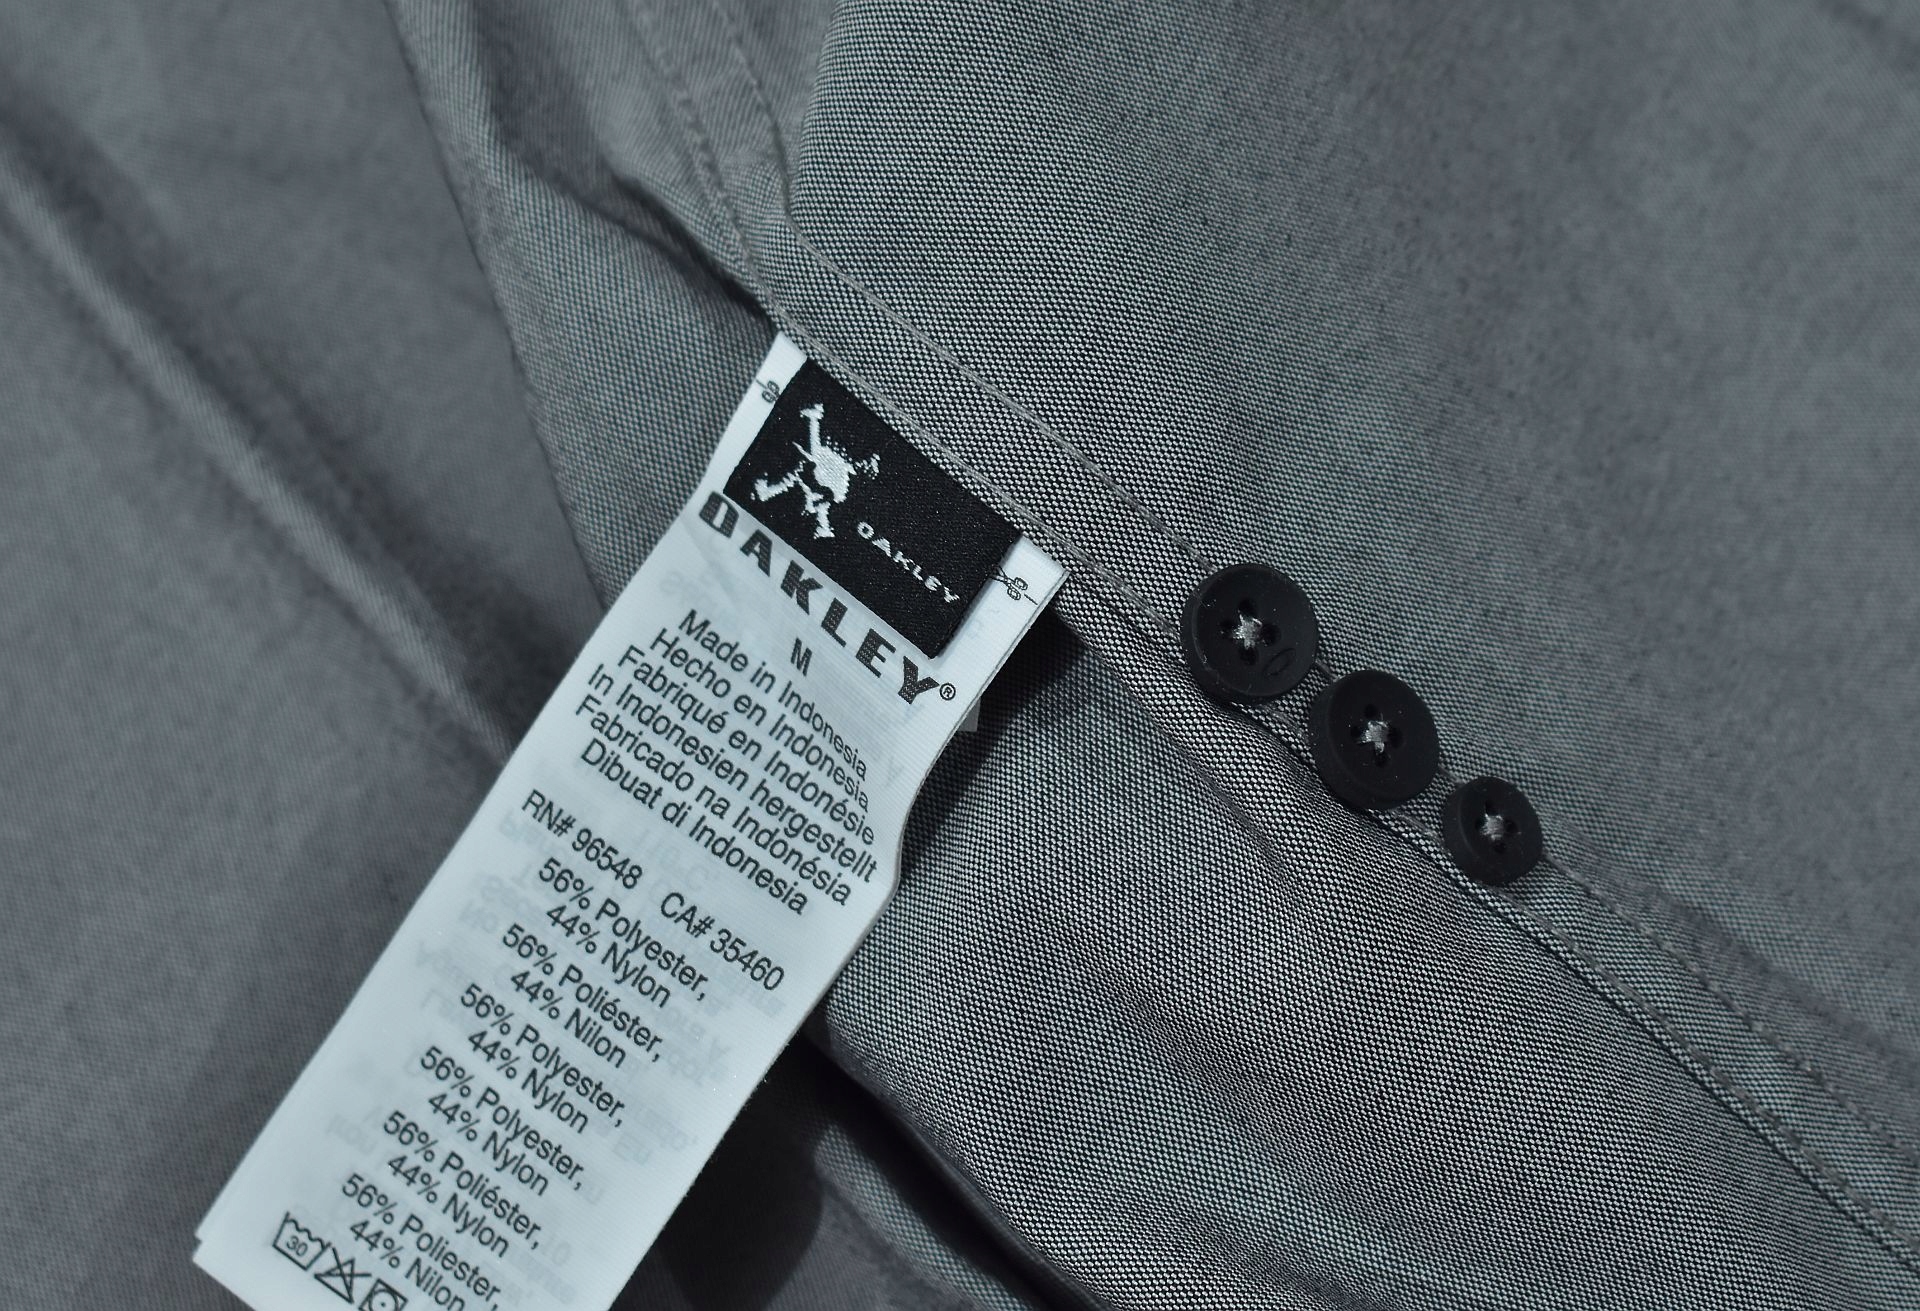 OAKLEY
OAKLEY®
M
Made in Indonesia
Hecho en Indonesia
Fabriqué en Indonésie
In Indonesien hergestellt
Fabricado na Indonésia
Dibuat di Indonesia
RN# 96548 CA# 35460
56% Polyester,
44% Nylon
56% Poliéster,
44% Nilon
56% Polyester,
44% Nylon
56% Polyester,
44% Nylon
56% Poliéster,
44% Nylon
56% Poliester,
44% Nilon
30